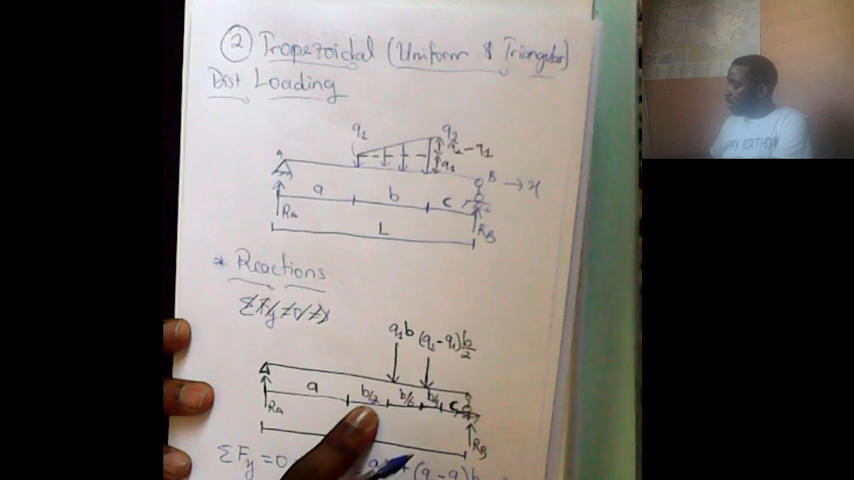 ② Trapezoidal (Uniform & Triangular)
Dist Loading
q₁ q₂
q₂-q₁
q₁
A B → x
a b c
Ra RB
L
* Reactions
q₁b (q₂-q₁)b/2
a b/2 b/6 b/3 c
Ra RB
ΣFy=0